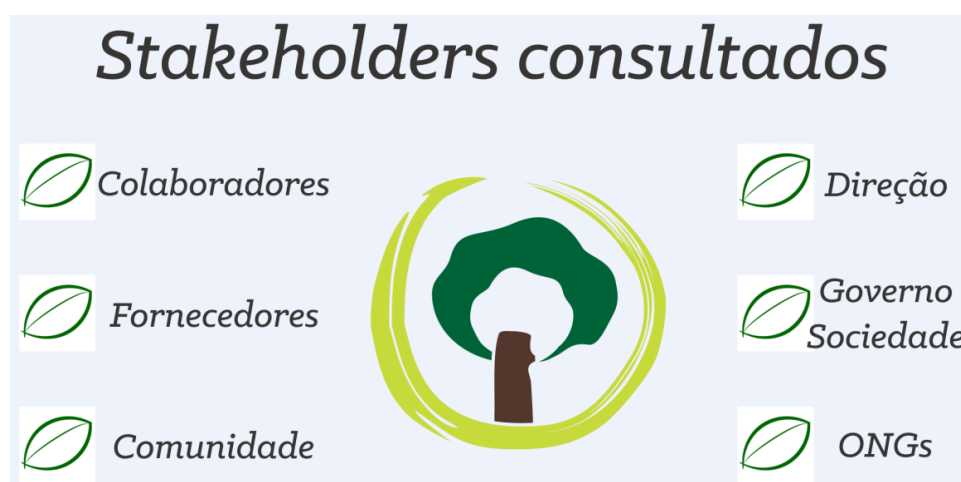 Stakeholders consultados
Colaboradores
Direção
Fornecedores
Governo
Sociedade
Comunidade
ONGs